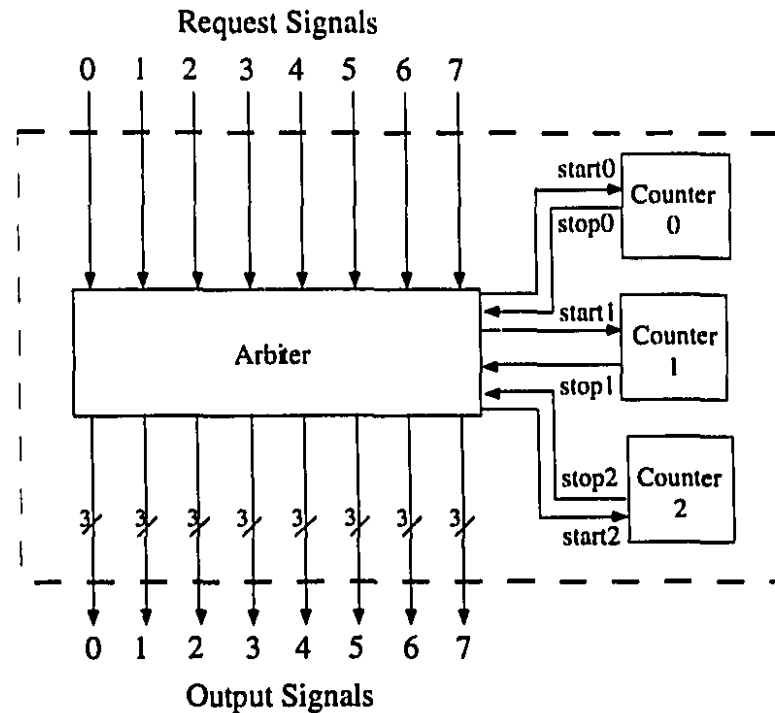 Request Signals
0 1 2 3 4 5 6 7
start0
Counter
0
stop0
start1
Counter
1
stop1
Arbiter
stop2
Counter
2
start2
3 3 3 3 3 3 3 3
0 1 2 3 4 5 6 7
Output Signals